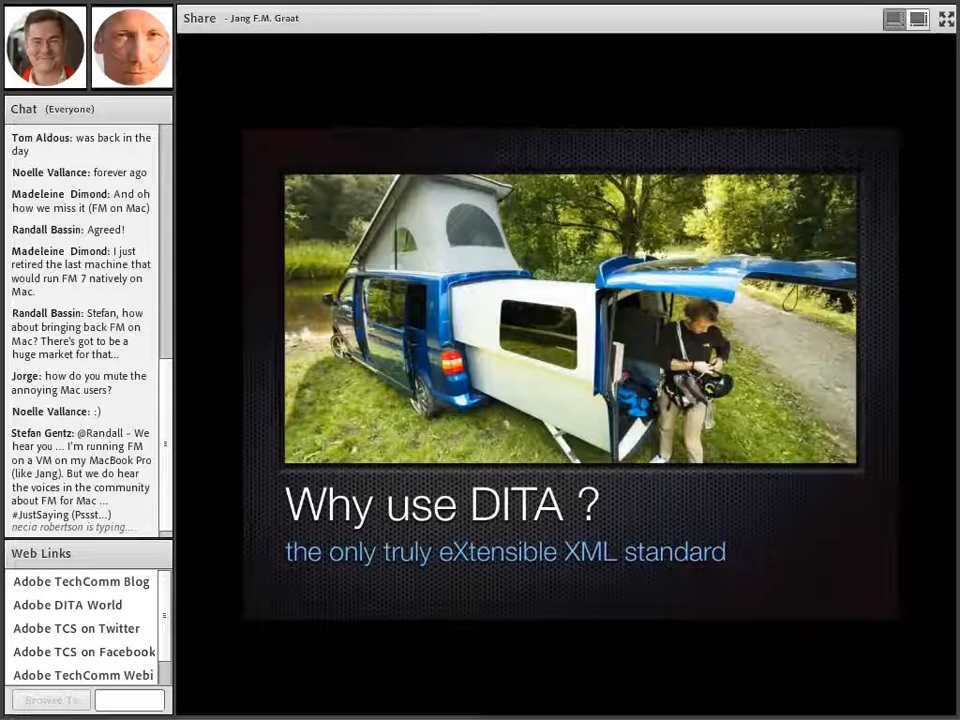 Share - Jang F.M. Graat
Chat (Everyone)
Tom Aldous: was back in the
day
Noelle Vallance: forever ago
Madeleine Dimond: And oh
how we miss it (FM on Mac)
Randall Bassin: Agreed!
Madeleine Dimond: I just
retired the last machine that
would run FM 7 natively on
Mac.
Randall Bassin: Stefan, how
about bringing back FM on
Mac? There's got to be a
huge market for that...
Jorge: how do you mute the
annoying Mac users?
Noelle Vallance: :)
Stefan Gentz: @Randall - We
hear you ... I'm running FM
on a VM on my MacBook Pro
(like Jang). But we do hear
the voices in the community
about FM for Mac ...
#JustSaying (Pssst...)
necia robertson is typing....
Web Links
Adobe TechComm Blog
Adobe DITA World
Adobe TCS on Twitter
Adobe TCS on Facebook
Adobe TechComm Webi
Browse To
Why use DITA ?
the only truly eXtensible XML standard